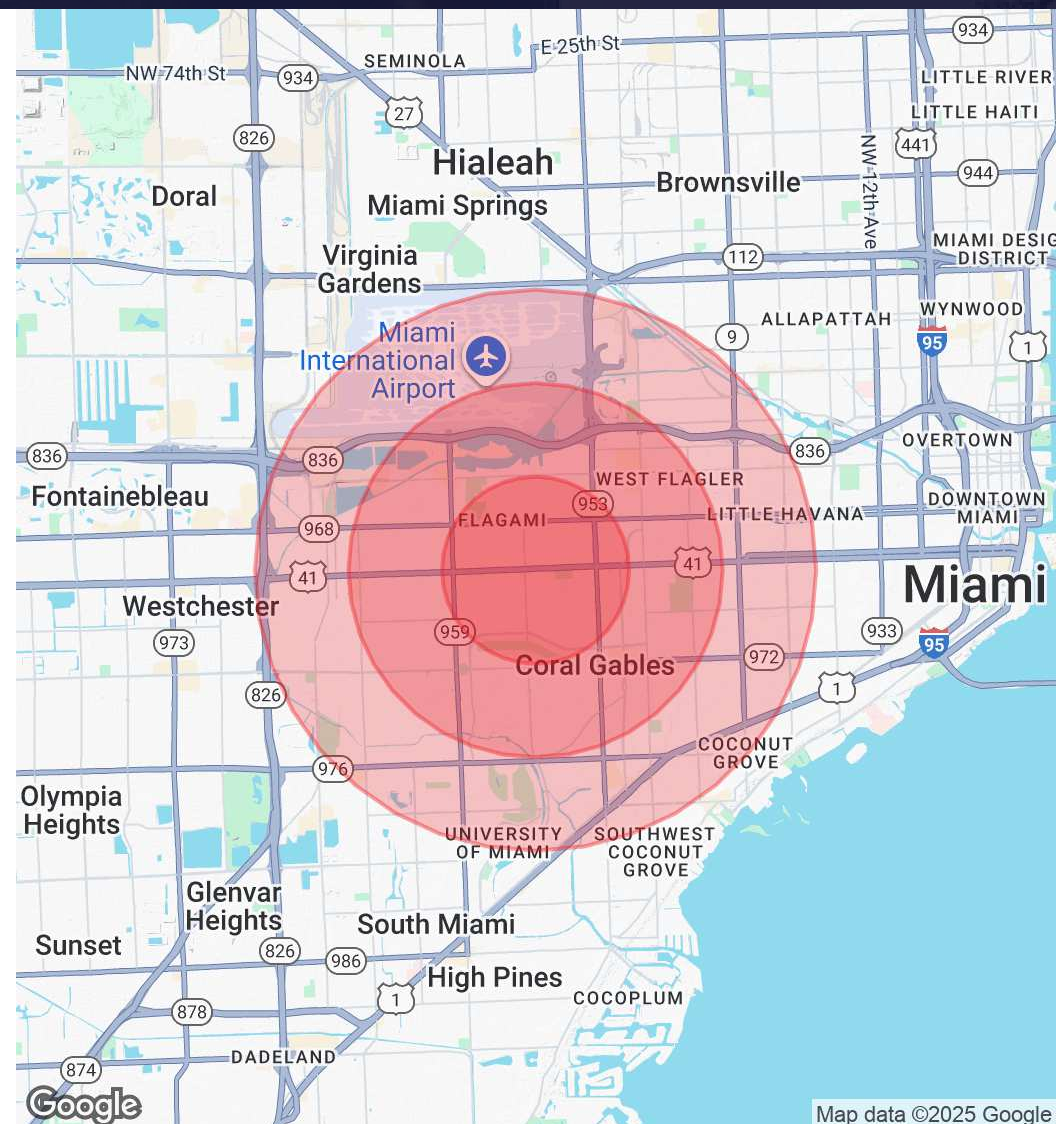 934
E 25th St
SEMINOLA
NW 74th St
934
LITTLE RIVER
27
LITTLE HAITI
826
441
NW 12th Ave
Hialeah
944
Brownsville
Doral
Miami Springs
MIAMI DESIG
DISTRICT
Virginia
Gardens
112
WYNWOOD
ALLAPATTAH
Miami
International
Airport
9
95
1
OVERTOWN
836
836
836
WEST FLAGLER
Fontainebleau
953
DOWNTOWN
MIAMI
LITTLE HAVANA
FLAGAMI
968
41
41
Miami
Westchester
959
933
973
95
Coral Gables
972
826
1
COCONUT
GROVE
976
Olympia
Heights
UNIVERSITY
OF MIAMI
SOUTHWEST
COCONUT
GROVE
Glenvar
Heights
South Miami
Sunset
826
986
High Pines
1
COCOPLUM
878
DADELAND
874
Google
Map data ©2025 Google